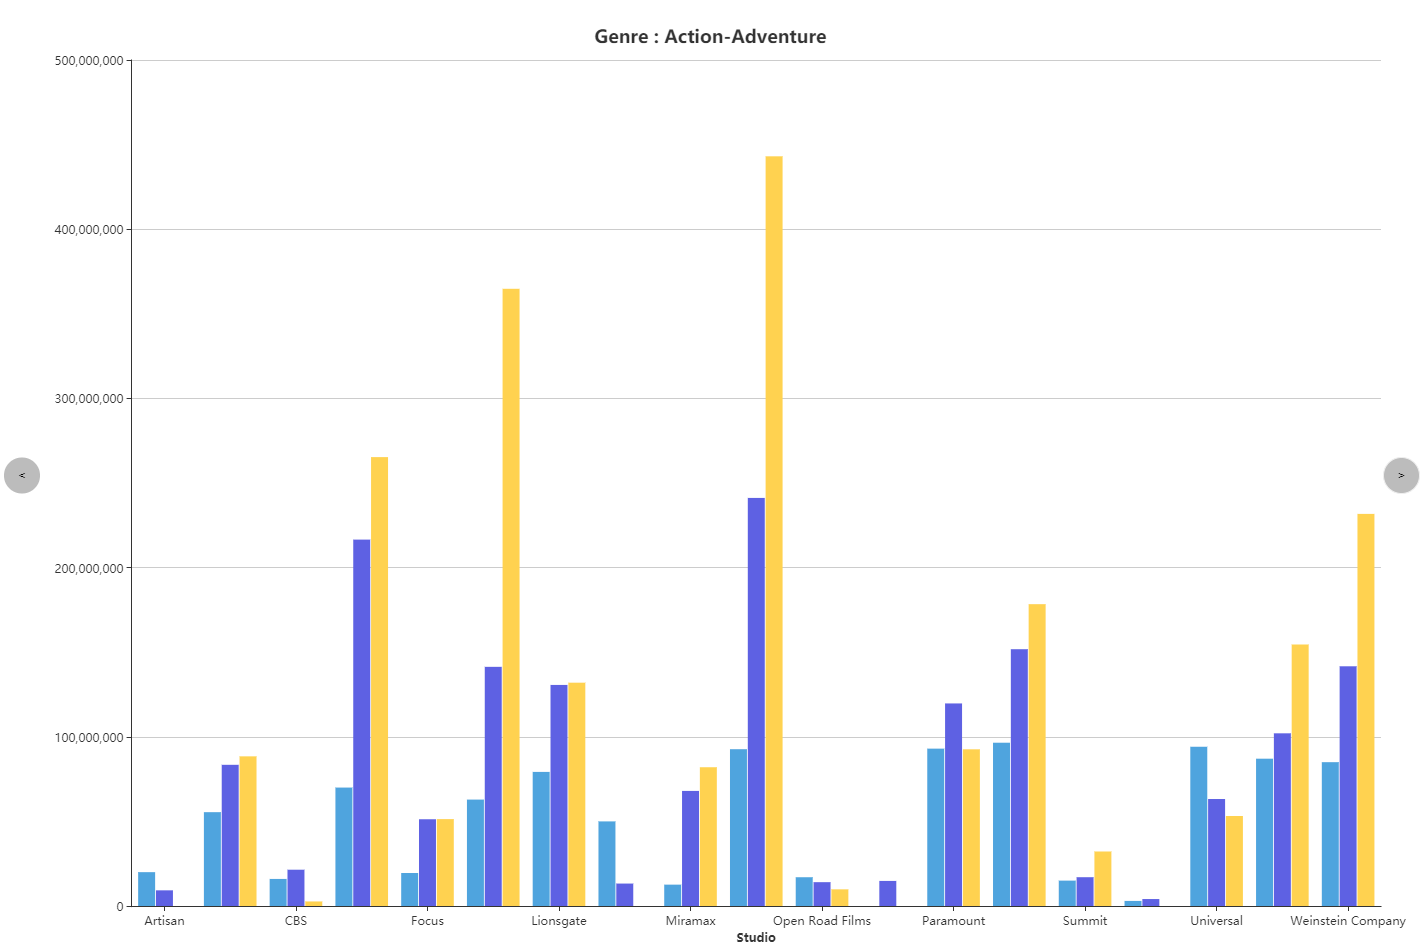 Genre : Action-Adventure
500,000,000
400,000,000
300,000,000
200,000,000
100,000,000
0
<
>
Artisan CBS Focus Lionsgate Miramax Open Road Films Paramount Summit Universal Weinstein Company
Studio